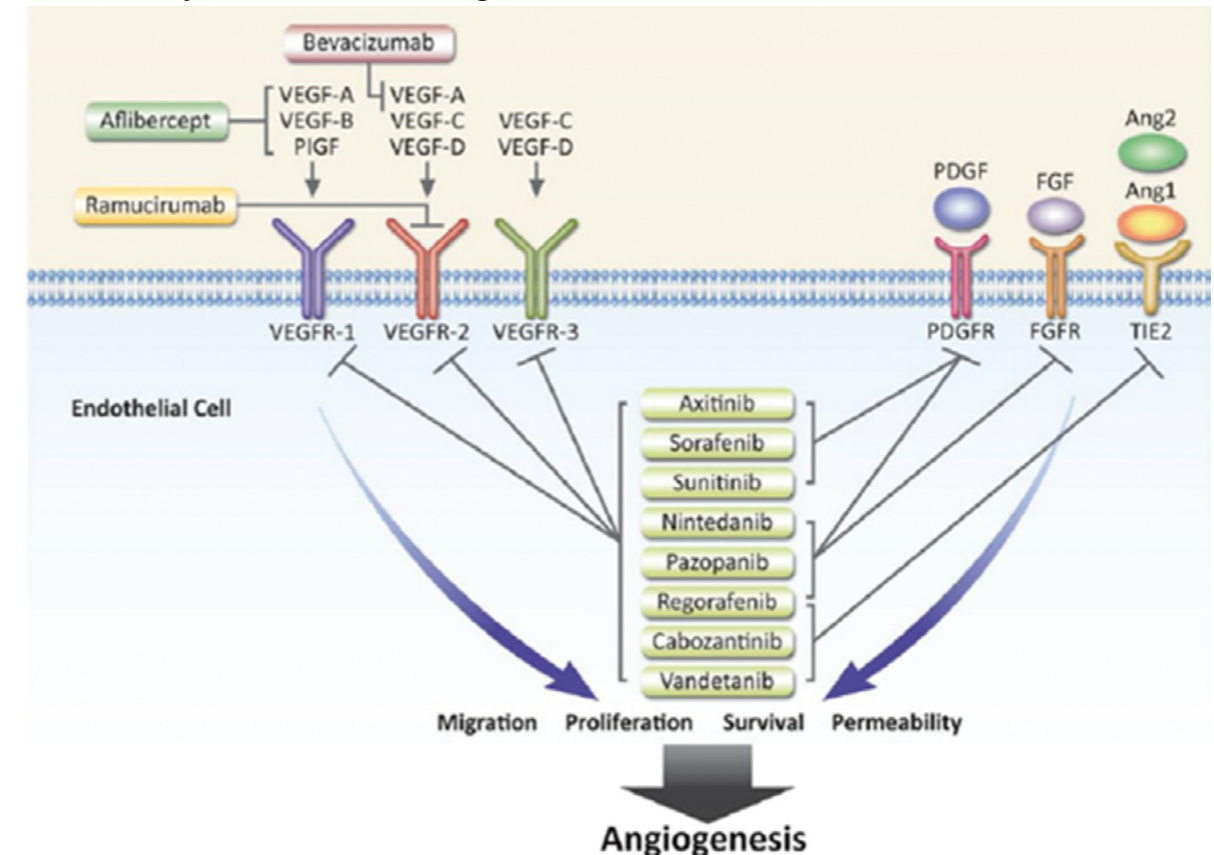 Bevacizumab
Aflibercept
VEGF-A
VEGF-B
PlGF
VEGF-A
VEGF-C
VEGF-D
VEGF-C
VEGF-D
Ramucirumab
PDGF
FGF
Ang2
Ang1
VEGFR-1
VEGFR-2
VEGFR-3
PDGFR
FGFR
TIE2
Endothelial Cell
Axitinib
Sorafenib
Sunitinib
Nintedanib
Pazopanib
Regorafenib
Cabozantinib
Vandetanib
Migration Proliferation Survival Permeability
Angiogenesis